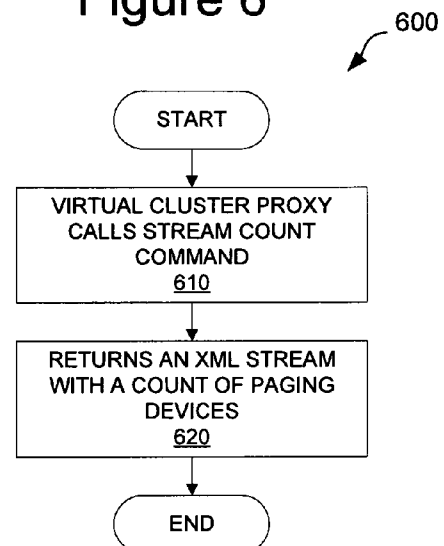 Figure 6
600
START
VIRTUAL CLUSTER PROXY
CALLS STREAM COUNT
COMMAND
610
RETURNS AN XML STREAM
WITH A COUNT OF PAGING
DEVICES
620
END